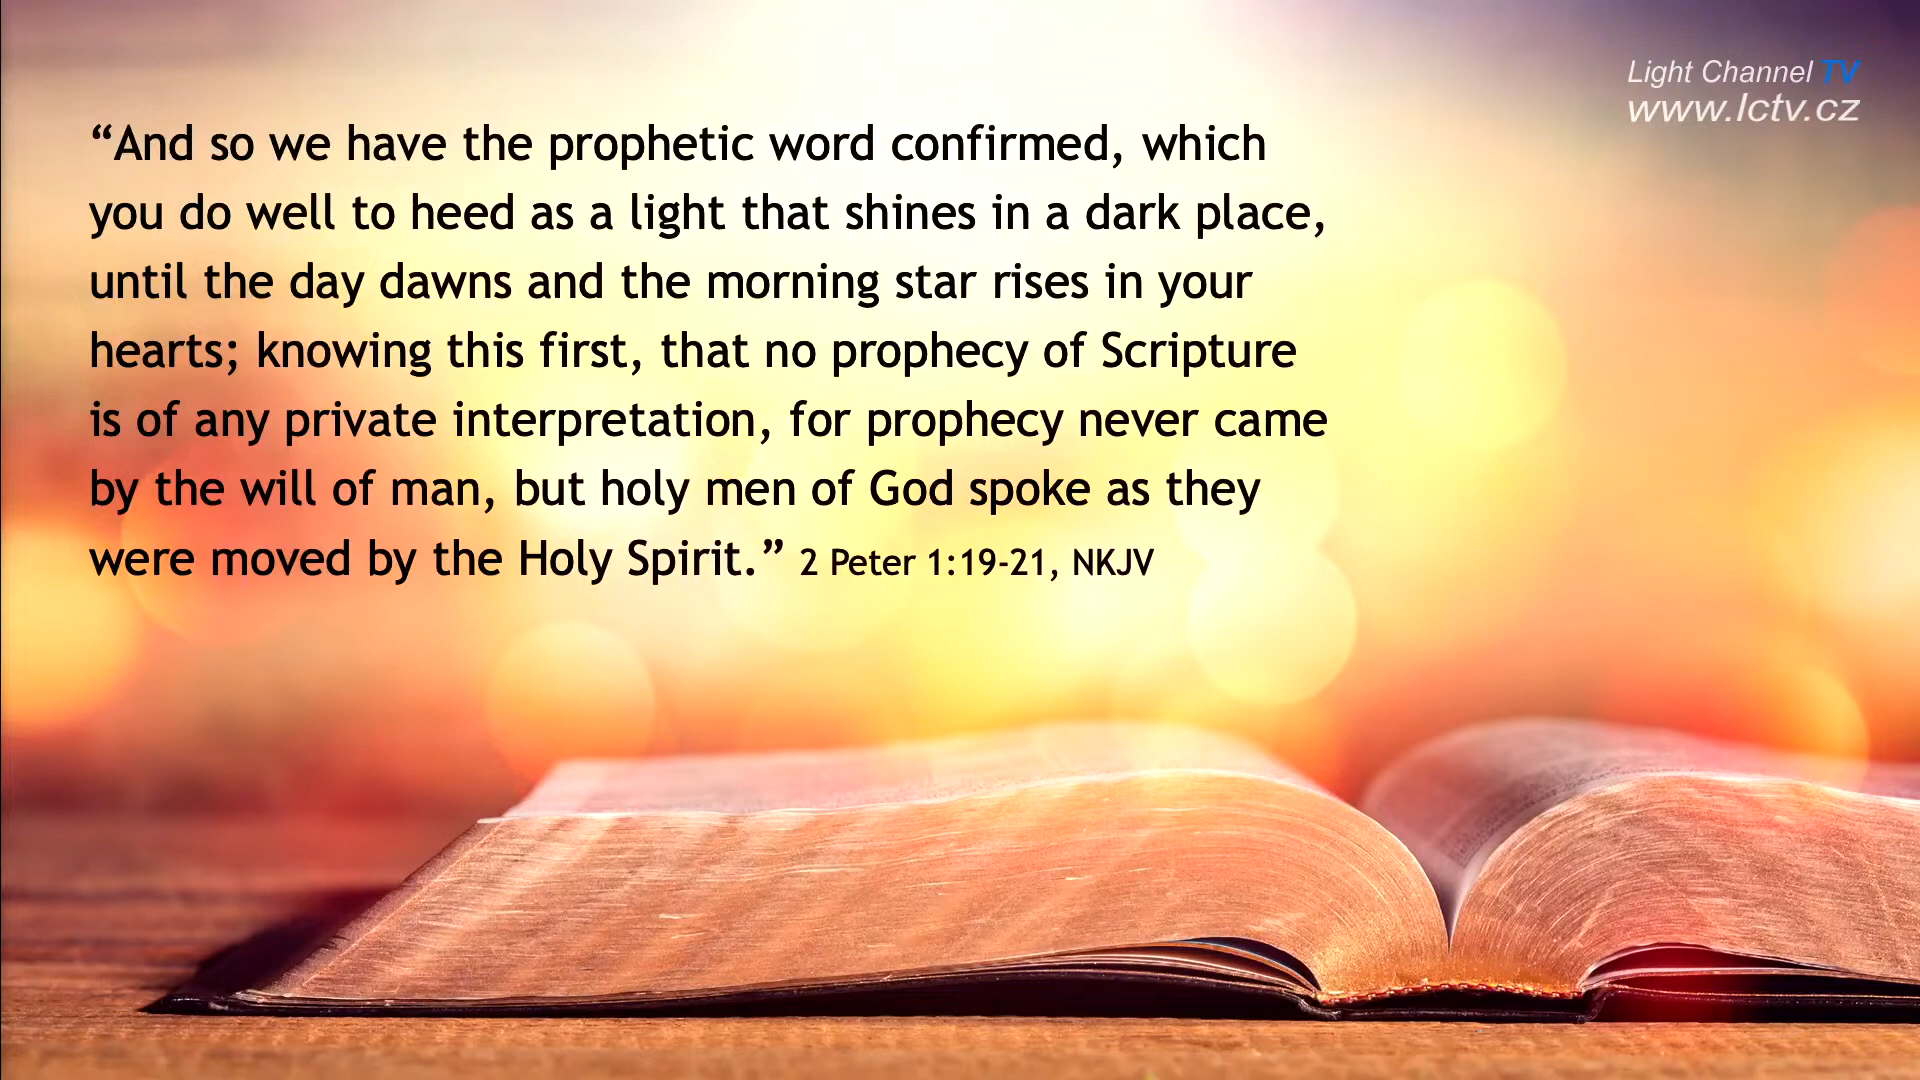 Light Channel TV
www.lctv.cz
“And so we have the prophetic word confirmed, which
you do well to heed as a light that shines in a dark place,
until the day dawns and the morning star rises in your
hearts; knowing this first, that no prophecy of Scripture
is of any private interpretation, for prophecy never came
by the will of man, but holy men of God spoke as they
were moved by the Holy Spirit.” 2 Peter 1:19-21, NKJV